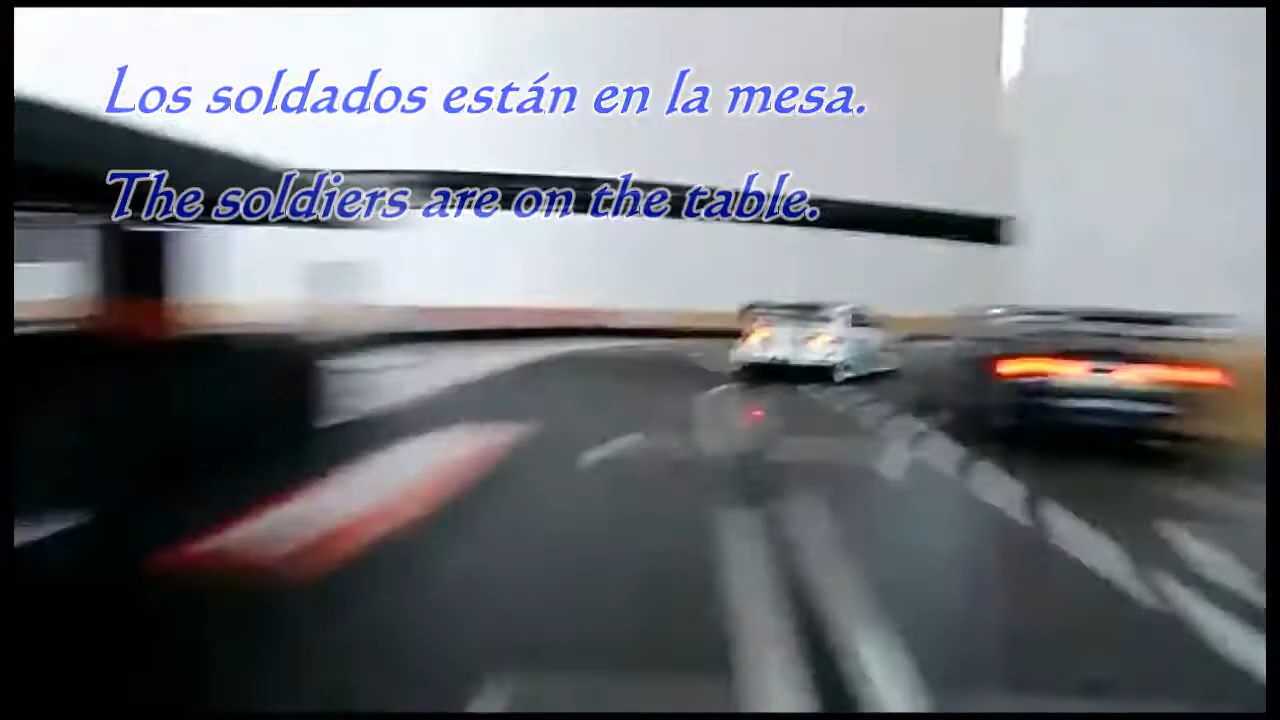 Los soldados están en la mesa.
The soldiers are on the table.